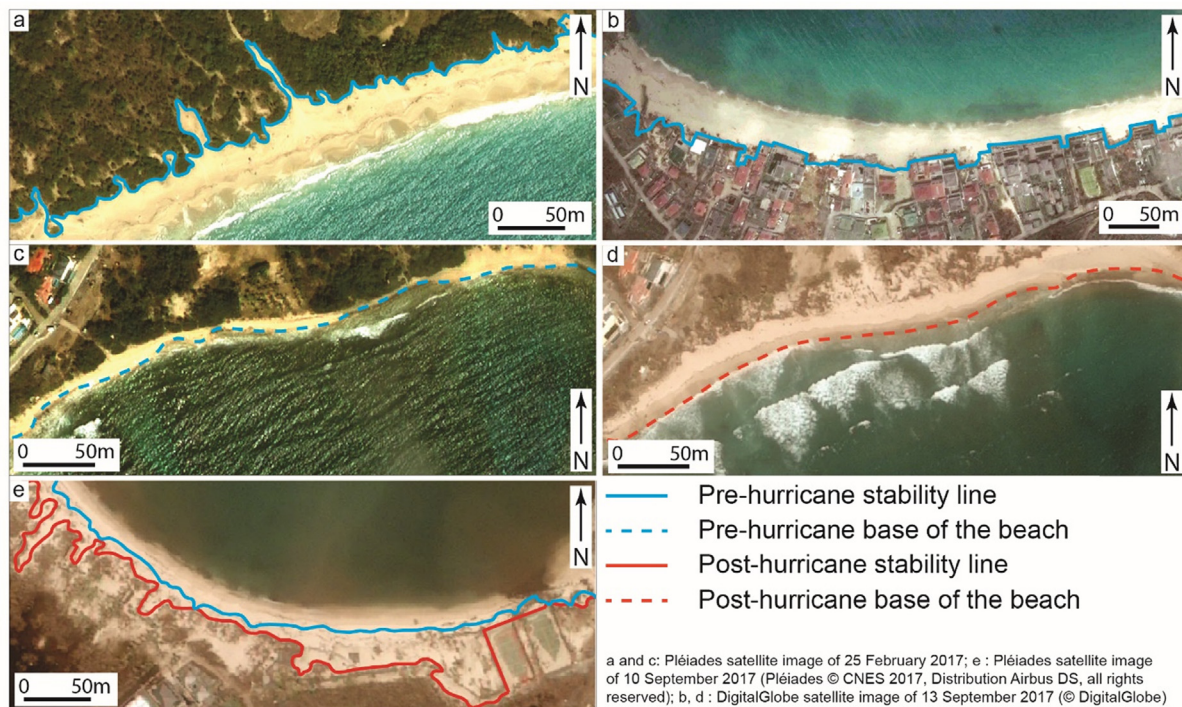 a
N
0 50m
b
N
0 50m
c
N
0 50m
d
N
0 50m
e
N
0 50m
Pre-hurricane stability line
Pre-hurricane base of the beach
Post-hurricane stability line
Post-hurricane base of the beach
a and c: Pléiades satellite image of 25 February 2017; e : Pléiades satellite image
of 10 September 2017 (Pléiades © CNES 2017, Distribution Airbus DS, all rights
reserved); b, d : DigitalGlobe satellite image of 13 September 2017 (© DigitalGlobe)